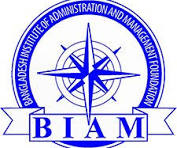 BANGLADESH INSTITUTE OF ADMINISTRATION AND MANAGEMENT FOUNDATION
BIAM